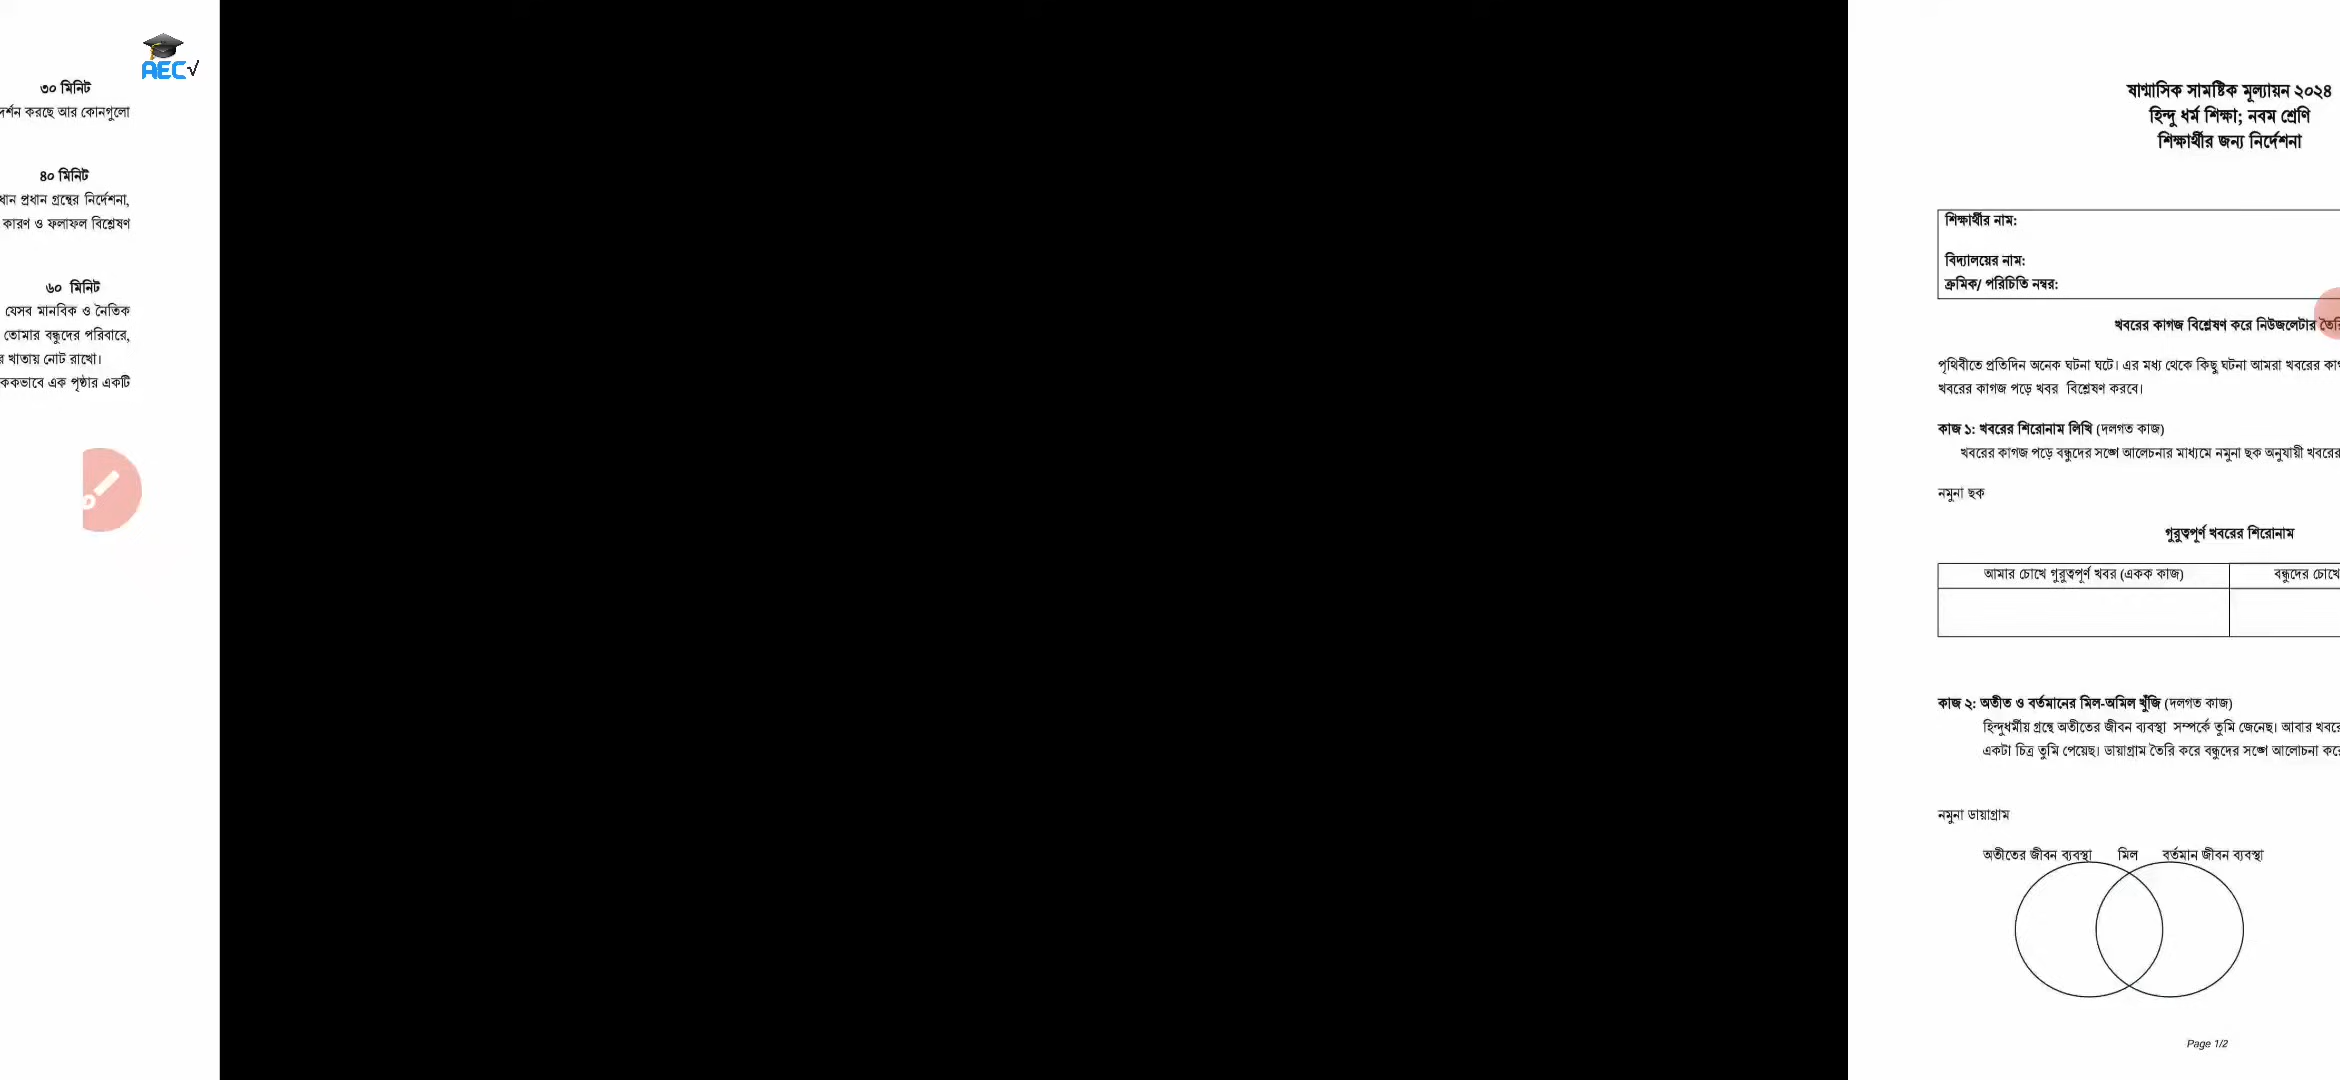 AEC√
৩০ মিনিট
করছে আর কোনগুলো
৪০ মিনিট
প্রধান গ্রন্থের নির্দেশনা,
কারণ ও ফলাফল বিশ্লেষণ
৬০ মিনিট
যেসব মানবিক ও নৈতিক
তোমার বন্ধুদের পরিবারে,
খাতায় নোট রাখো।
এক পৃষ্ঠার একটি
ষাণ্মাসিক সামষ্টিক মূল্যায়ন ২০২৪
হিন্দু ধর্ম শিক্ষা; নবম শ্রেণি
শিক্ষার্থীর জন্য নির্দেশনা
শিক্ষার্থীর নাম:
বিদ্যালয়ের নাম:
ক্রমিক/ পরিচিতি নম্বর:
খবরের কাগজ বিশ্লেষণ করে নিউজলেটার
পৃথিবীতে প্রতিদিন অনেক ঘটনা ঘটে। এর মধ্য থেকে কিছু ঘটনা আমরা খবরের
খবরের কাগজ পড়ে খবর বিশ্লেষণ করবে।
কাজ ১: খবরের শিরোনাম লিখি (দলগত কাজ)
খবরের কাগজ পড়ে বন্ধুদের সঙ্গে আলোচনার মাধ্যমে নমুনা ছক অনুযায়ী খবরের
নমুনা ছক
গুরুত্বপূর্ণ খবরের শিরোনাম
আমার চোখে গুরুত্বপূর্ণ খবর (একক কাজ)
বন্ধুদের চোখে
কাজ ২: অতীত ও বর্তমানের মিল-অমিল খুঁজি (দলগত কাজ)
হিন্দুধর্মীয় গ্রন্থে অতীতের জীবন ব্যবস্থা সম্পর্কে তুমি জেনেছ। আবার
একটা চিত্র তুমি পেয়েছ। ডায়াগ্রাম তৈরি করে বন্ধুদের সঙ্গে আলোচনা
নমুনা ডায়াগ্রাম
অতীতের জীবন ব্যবস্থা মিল বর্তমান জীবন ব্যবস্থা
Page 1/2